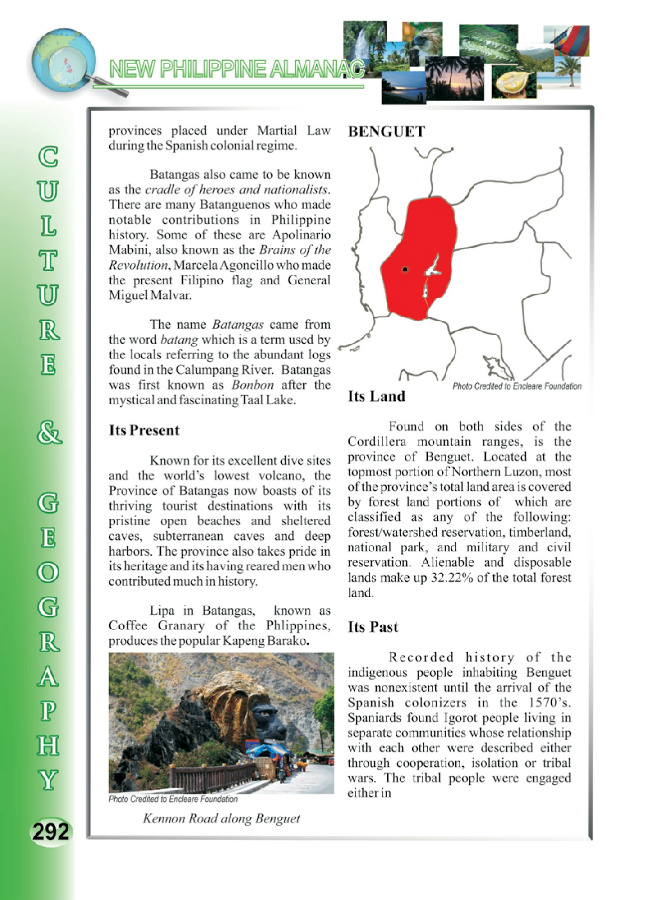 NEW PHILIPPINE ALMANAC
CULTURE & GEOGRAPHY
provinces placed under Martial Law
during the Spanish colonial regime.
Batangas also came to be known
as the cradle of heroes and nationalists.
There are many Batanguenos who made
notable contributions in Philippine
history. Some of these are Apolinario
Mabini, also known as the Brains of the
Revolution, Marcela Agoncillo who made
the present Filipino flag and General
Miguel Malvar.
The name Batangas came from
the word batang which is a term used by
the locals referring to the abundant logs
found in the Calumpang River. Batangas
was first known as Bonbon after the
mystical and fascinating Taal Lake.
Its Present
Known for its excellent dive sites
and the world's lowest volcano, the
Province of Batangas now boasts of its
thriving tourist destinations with its
pristine open beaches and sheltered
caves, subterranean caves and deep
harbors. The province also takes pride in
its heritage and its having reared men who
contributed much in history.
Lipa in Batangas, known as
Coffee Granary of the Phlippines,
produces the popular Kapeng Barako.
Photo Credited to Encleare Foundation
Kennon Road along Benguet
BENGUET
Photo Credited to Encleare Foundation
Its Land
Found on both sides of the
Cordillera mountain ranges, is the
province of Benguet. Located at the
topmost portion of Northern Luzon, most
of the province's total land area is covered
by forest land portions of which are
classified as any of the following:
forest/watershed reservation, timberland,
national park, and military and civil
reservation. Alienable and disposable
lands make up 32.22% of the total forest
land.
Its Past
Recorded history of the
indigenous people inhabiting Benguet
was nonexistent until the arrival of the
Spanish colonizers in the 1570's.
Spaniards found Igorot people living in
separate communities whose relationship
with each other were described either
through cooperation, isolation or tribal
wars. The tribal people were engaged
either in
292